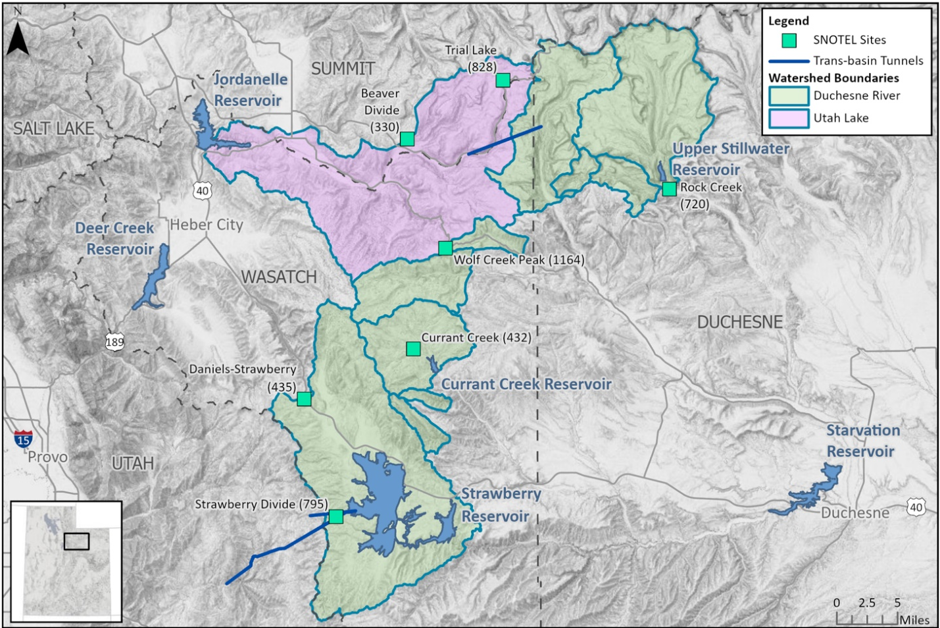 N
Legend
SNOTEL Sites
Trans-basin Tunnels
Watershed Boundaries
Duchesne River
Utah Lake
Trial Lake
(828)
SUMMIT
Jordanelle
Reservoir
Beaver
Divide
(330)
SALT LAKE
Upper Stillwater
Reservoir
Rock Creek
(720)
40
Heber City
Deer Creek
Reservoir
Wolf Creek Peak (1164)
WASATCH
DUCHESNE
189
Currant Creek (432)
Daniels-Strawberry
(435)
Currant Creek Reservoir
15
Provo
UTAH
Starvation
Reservoir
Strawberry Divide (795)
Strawberry
Reservoir
Duchesne
40
0 2.5 5
Miles